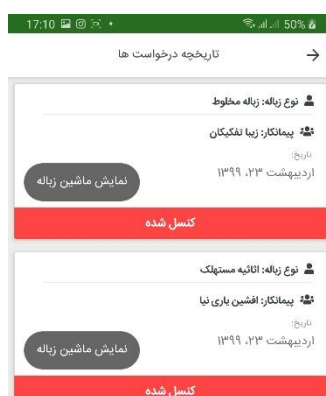 17:10 50%
تاریخچه درخواست ها
نوع زباله: زباله مخلوط
پیمانکار: زیبا تفکیکان
تاریخ:
اردیبهشت ۲۳، ۱۳۹۹
نمایش ماشین زباله
کنسل شده
نوع زباله: اثاثیه مستهلک
پیمانکار: افشین یاری نیا
تاریخ:
اردیبهشت ۲۳، ۱۳۹۹
نمایش ماشین زباله
کنسل شده